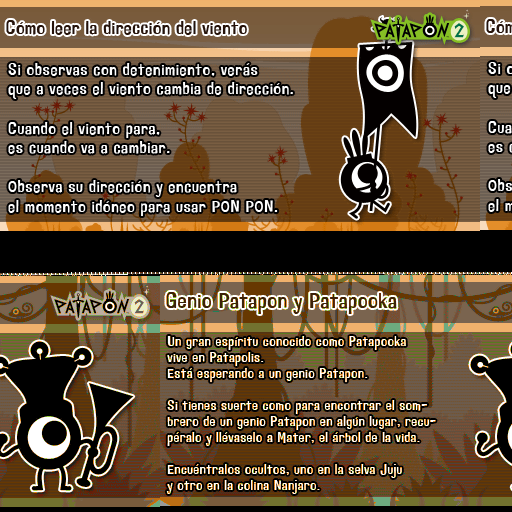 Cómo leer la dirección del viento
PATAPON 2
Cóm
Si observas con detenimiento, verás
que a veces el viento cambia de dirección.
Cuando el viento para,
es cuando va a cambiar.
Observa su dirección y encuentra
el momento idóneo para usar PON PON.
Si o
que
Cua
es c
Obs
el m
PATAPON 2
Genio Patapon y Patapooka
Un gran espíritu conocido como Patapooka
vive en Patapolis.
Está esperando a un genio Patapon.
Si tienes suerte como para encontrar el som-
brero de un genio Patapon en algún lugar, recu-
péralo y llévaselo a Mater, el árbol de la vida.
Encuéntralos ocultos, uno en la selva Juju
y otro en la colina Nanjaro.